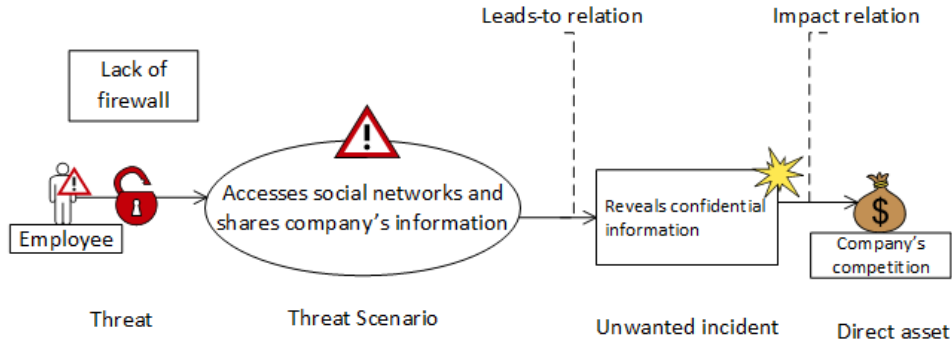 Leads-to relation
Impact relation
Lack of
firewall
!
!
Accesses social networks and
shares company's information
Reveals confidential
information
$
Employee
Company's
competition
Threat
Threat Scenario
Unwanted incident
Direct asset